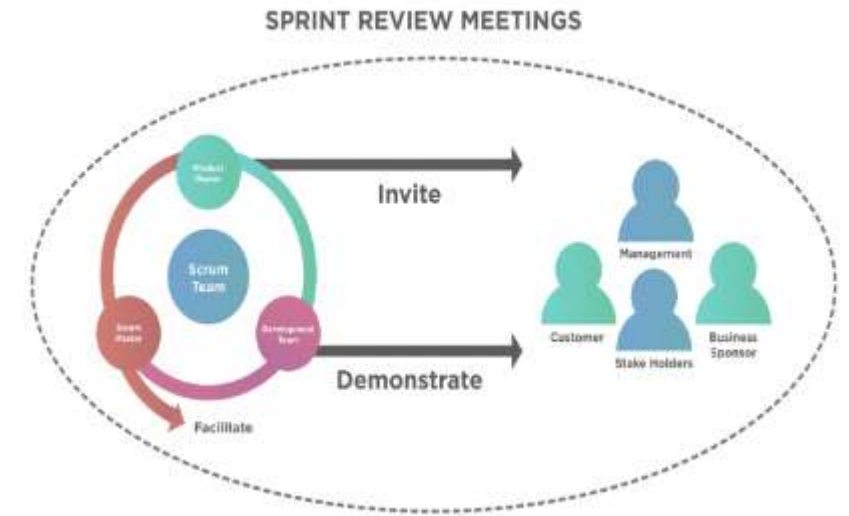 SPRINT REVIEW MEETINGS
Product
Owner
Invite
Scrum
Team
Management
Scrum
Master
Development
Team
Customer
Business
Sponsor
Stake Holders
Demonstrate
Facilitate